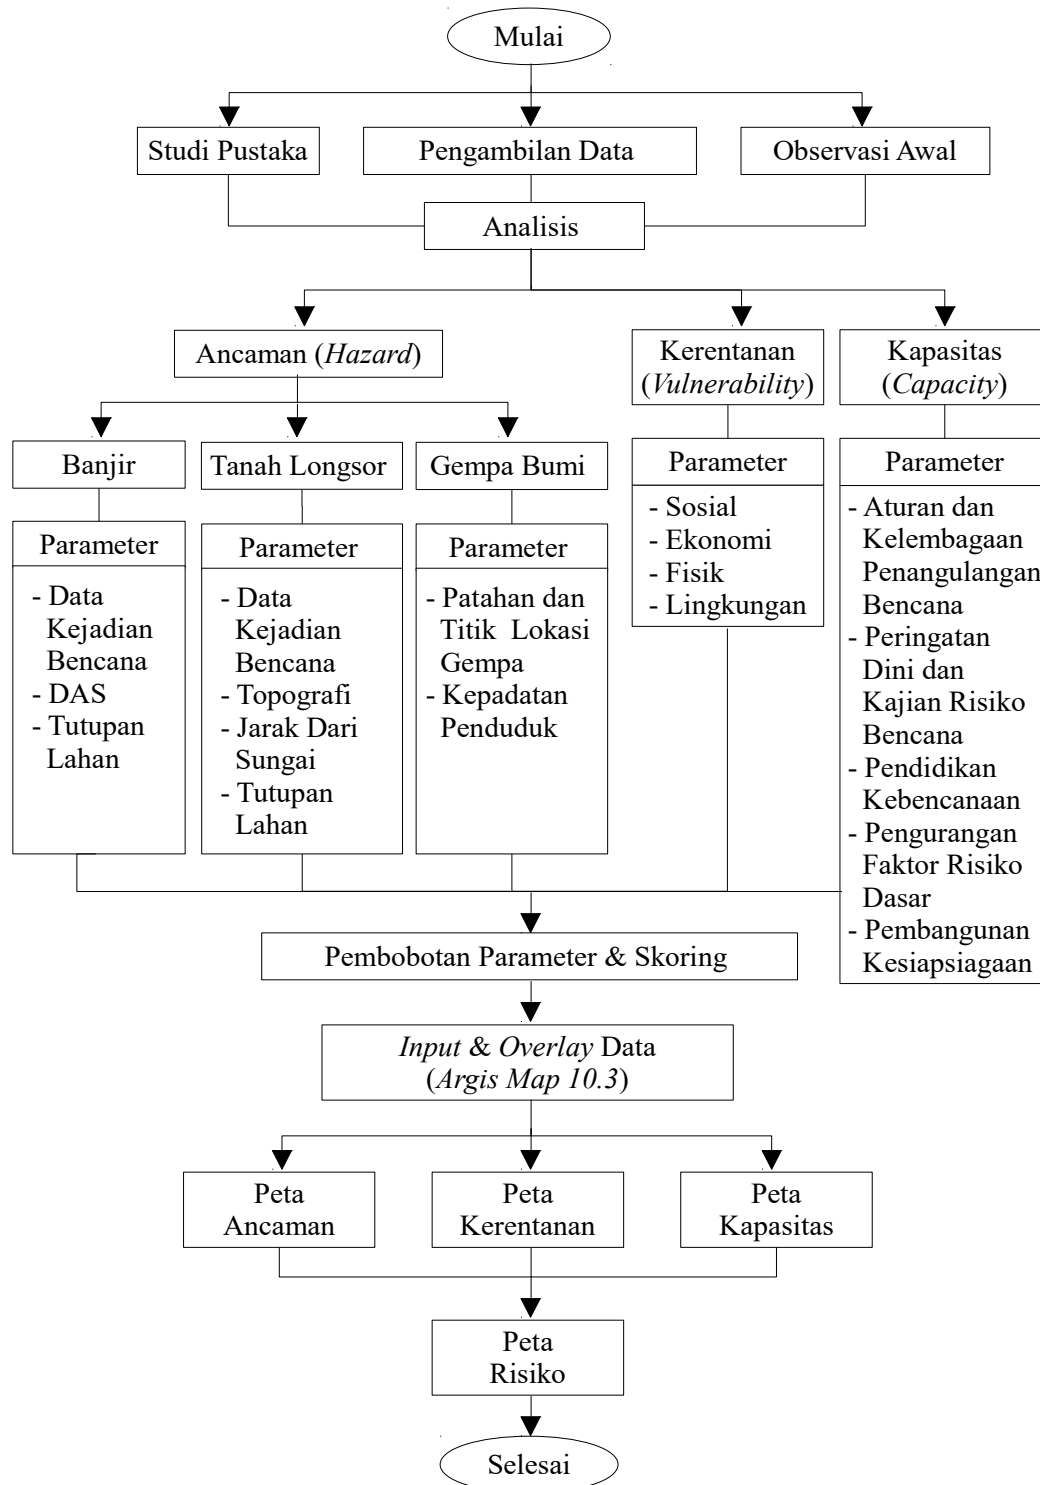 Mulai
Studi Pustaka
Pengambilan Data
Observasi Awal
Analisis
Ancaman (Hazard)
Kerentanan
(Vulnerability)
Kapasitas
(Capacity)
Banjir
Tanah Longsor
Gempa Bumi
Parameter
- Data
Kejadian
Bencana
- DAS
- Tutupan
Lahan
Parameter
- Data
Kejadian
Bencana
- Topografi
- Jarak Dari
Sungai
- Tutupan
Lahan
Parameter
- Patahan dan
Titik Lokasi
Gempa
- Kepadatan
Penduduk
Parameter
- Sosial
- Ekonomi
- Fisik
- Lingkungan
Parameter
- Aturan dan
Kelembagaan
Penangulangan
Bencana
- Peringatan
Dini dan
Kajian Risiko
Bencana
- Pendidikan
Kebencanaan
- Pengurangan
Faktor Risiko
Dasar
- Pembangunan
Kesiapsiagaan
Pembobotan Parameter & Skoring
Input & Overlay Data
(Argis Map 10.3)
Peta
Ancaman
Peta
Kerentanan
Peta
Kapasitas
Peta
Risiko
Selesai